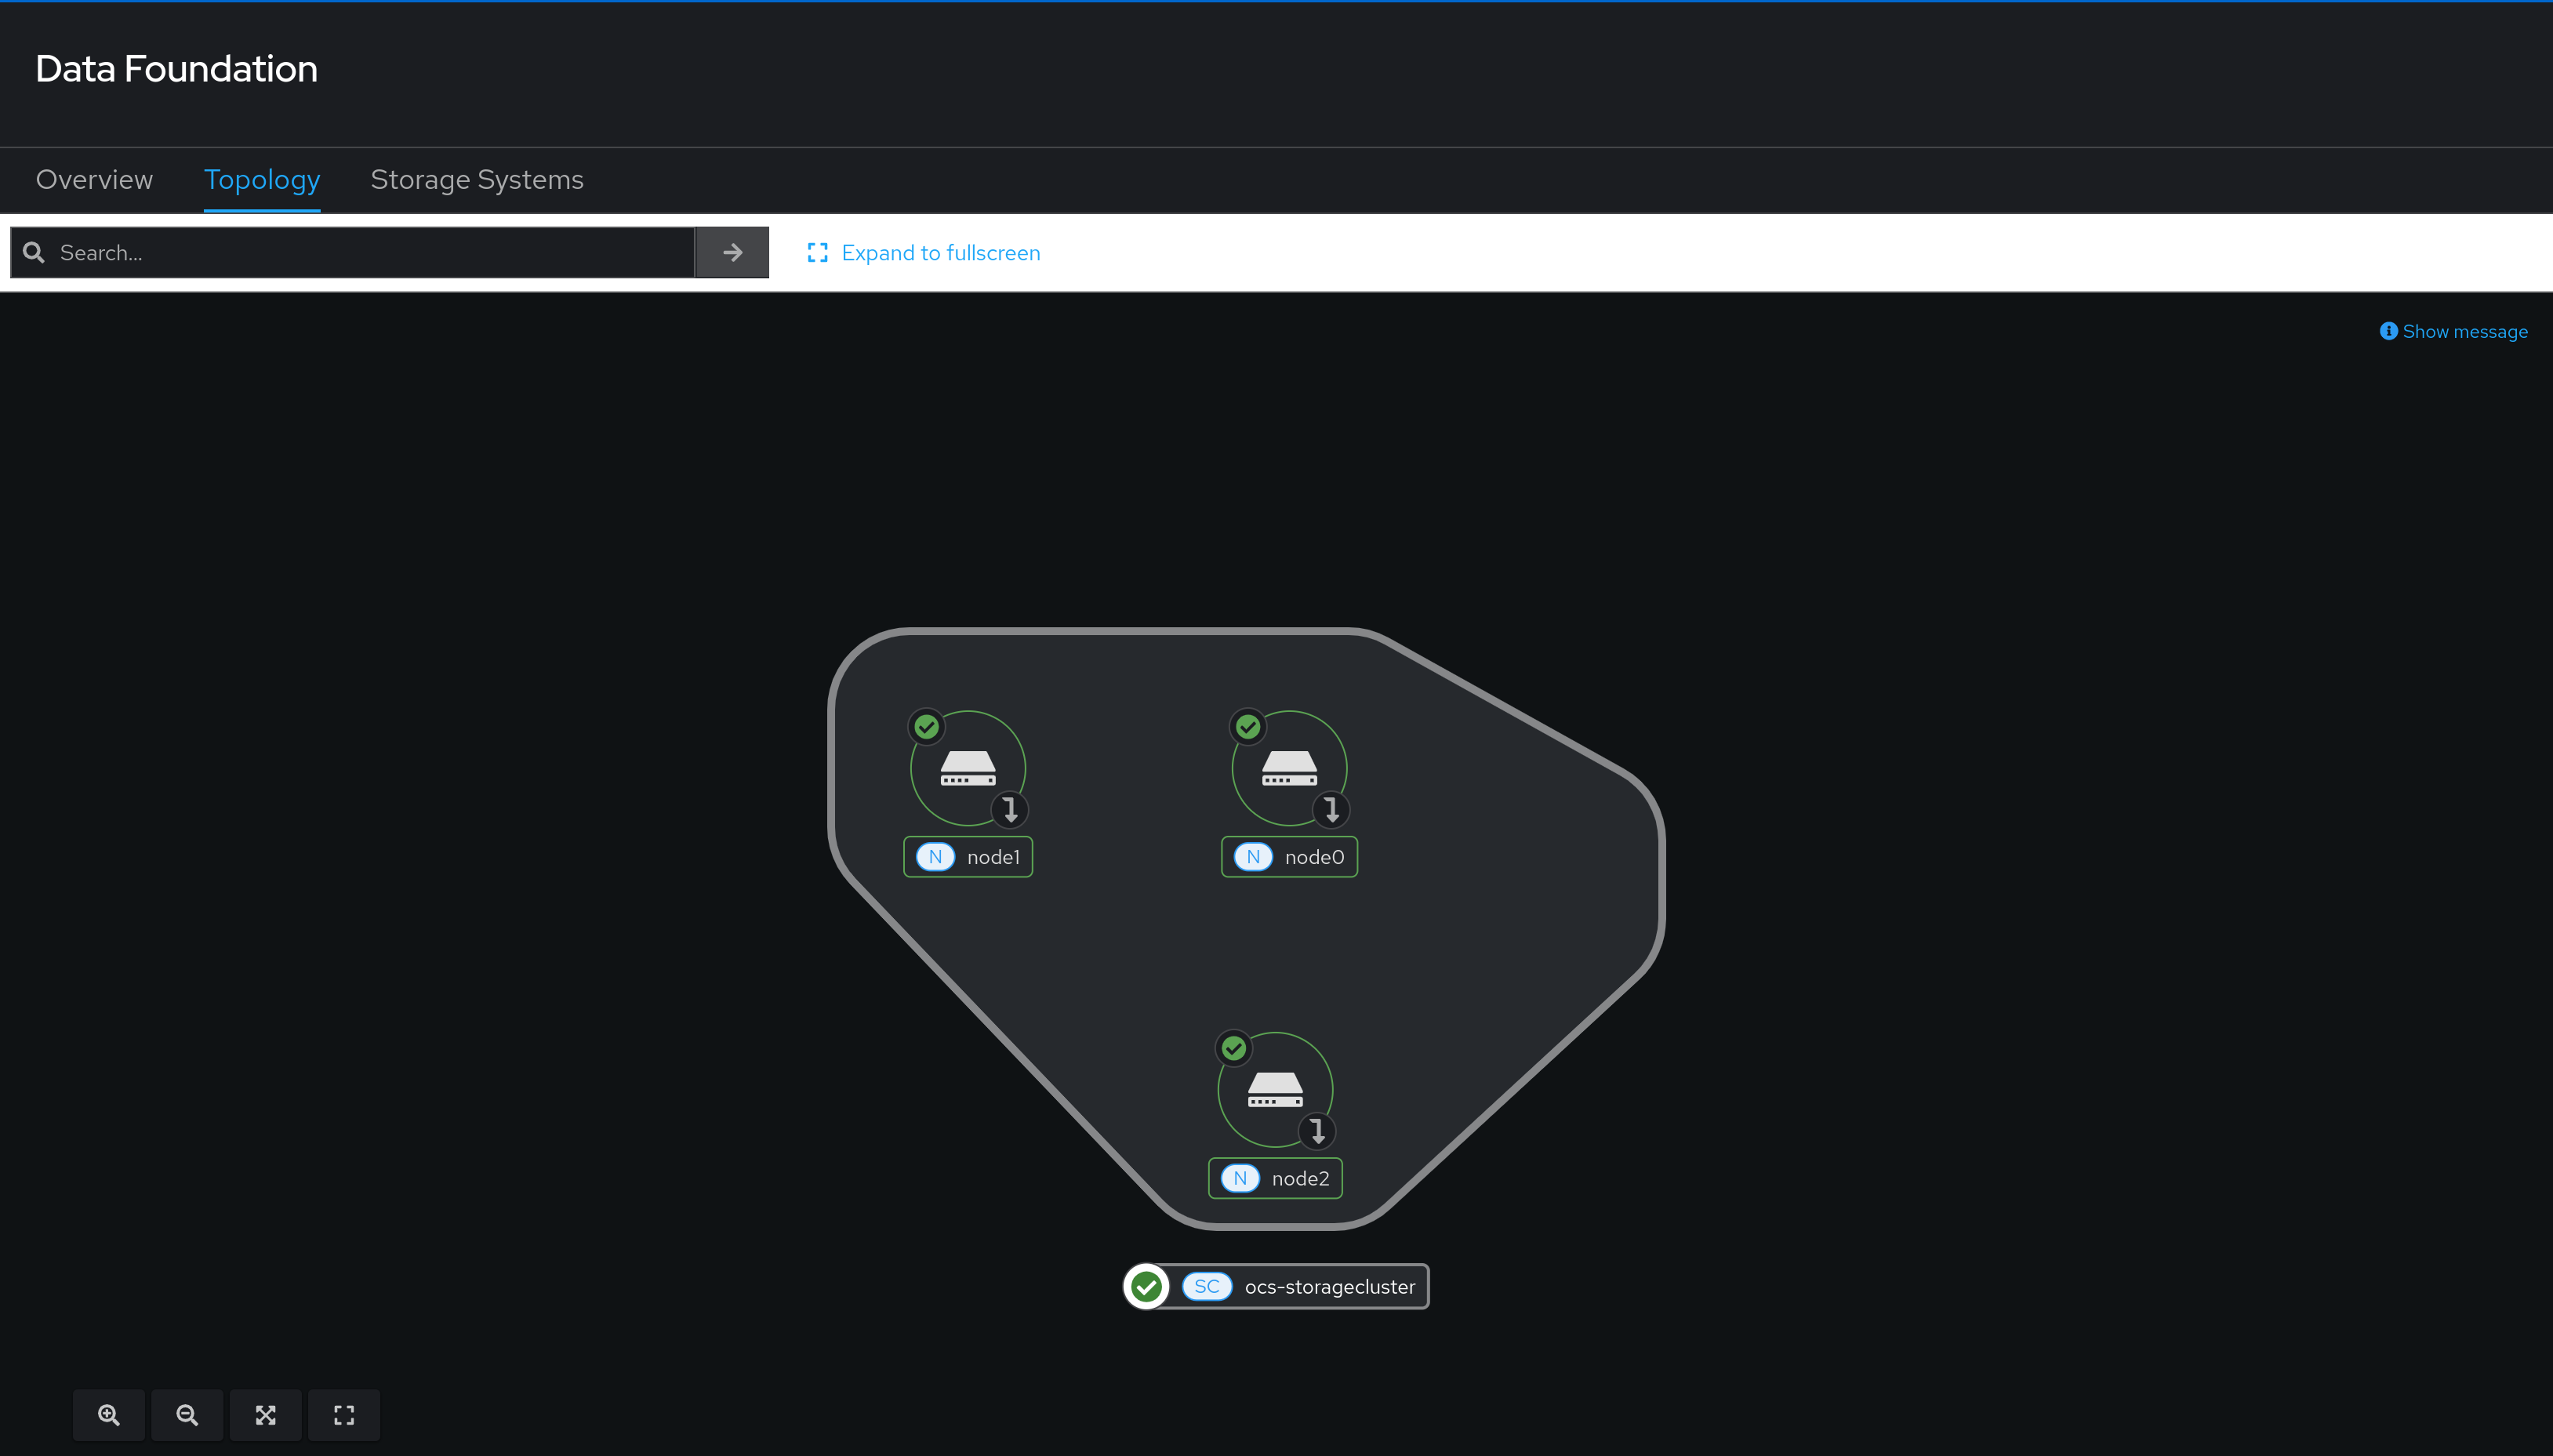 Data Foundation
Overview Topology Storage Systems
Search... Expand to fullscreen
Show message
N node1 N node0
N node2
SC ocs-storagecluster